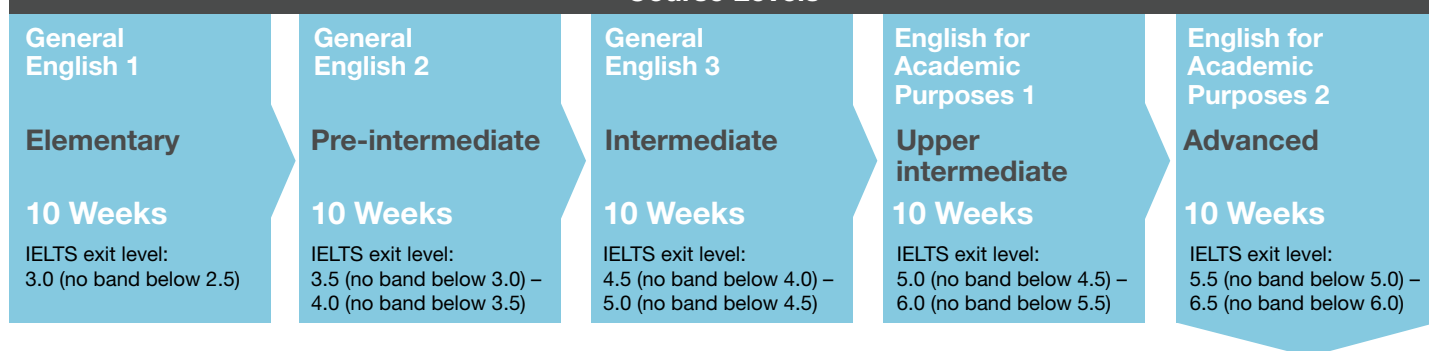 Course Levels
General
English 1
Elementary
10 Weeks
IELTS exit level:
3.0 (no band below 2.5)
General
English 2
Pre-intermediate
10 Weeks
IELTS exit level:
3.5 (no band below 3.0) –
4.0 (no band below 3.5)
General
English 3
Intermediate
10 Weeks
IELTS exit level:
4.5 (no band below 4.0) –
5.0 (no band below 4.5)
English for
Academic
Purposes 1
Upper
intermediate
10 Weeks
IELTS exit level:
5.0 (no band below 4.5) –
6.0 (no band below 5.5)
English for
Academic
Purposes 2
Advanced
10 Weeks
IELTS exit level:
5.5 (no band below 5.0) –
6.5 (no band below 6.0)